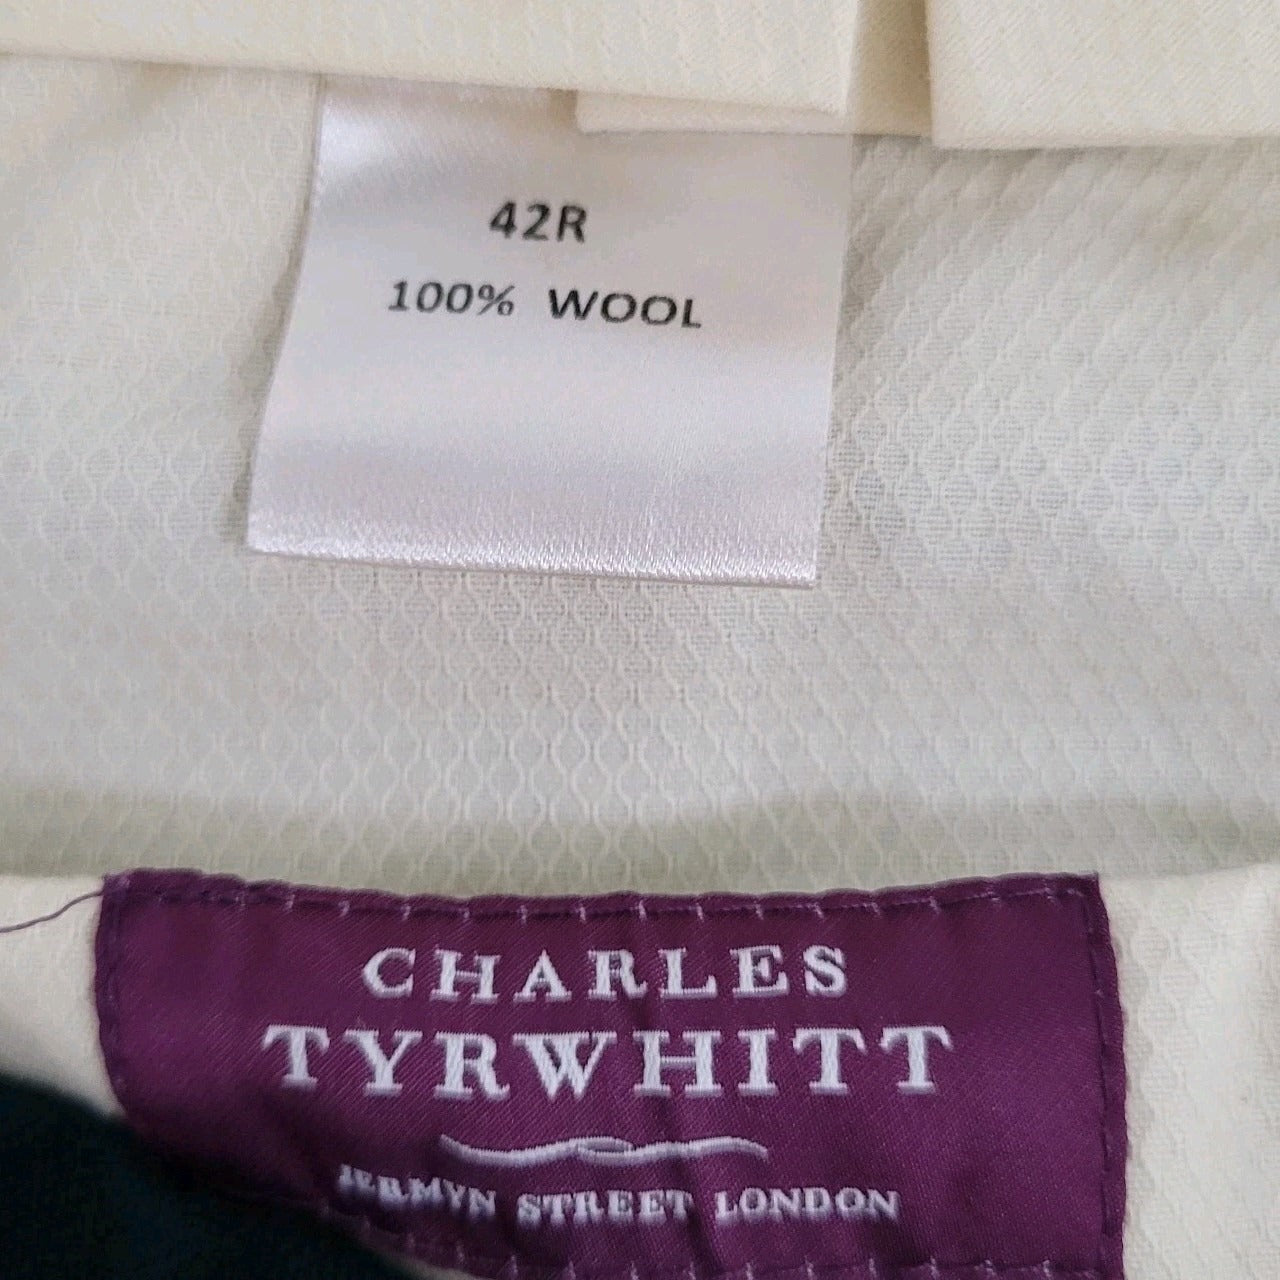 42R
100% WOOL
CHARLES
TYRWHITT
JERMYN STREET LONDON